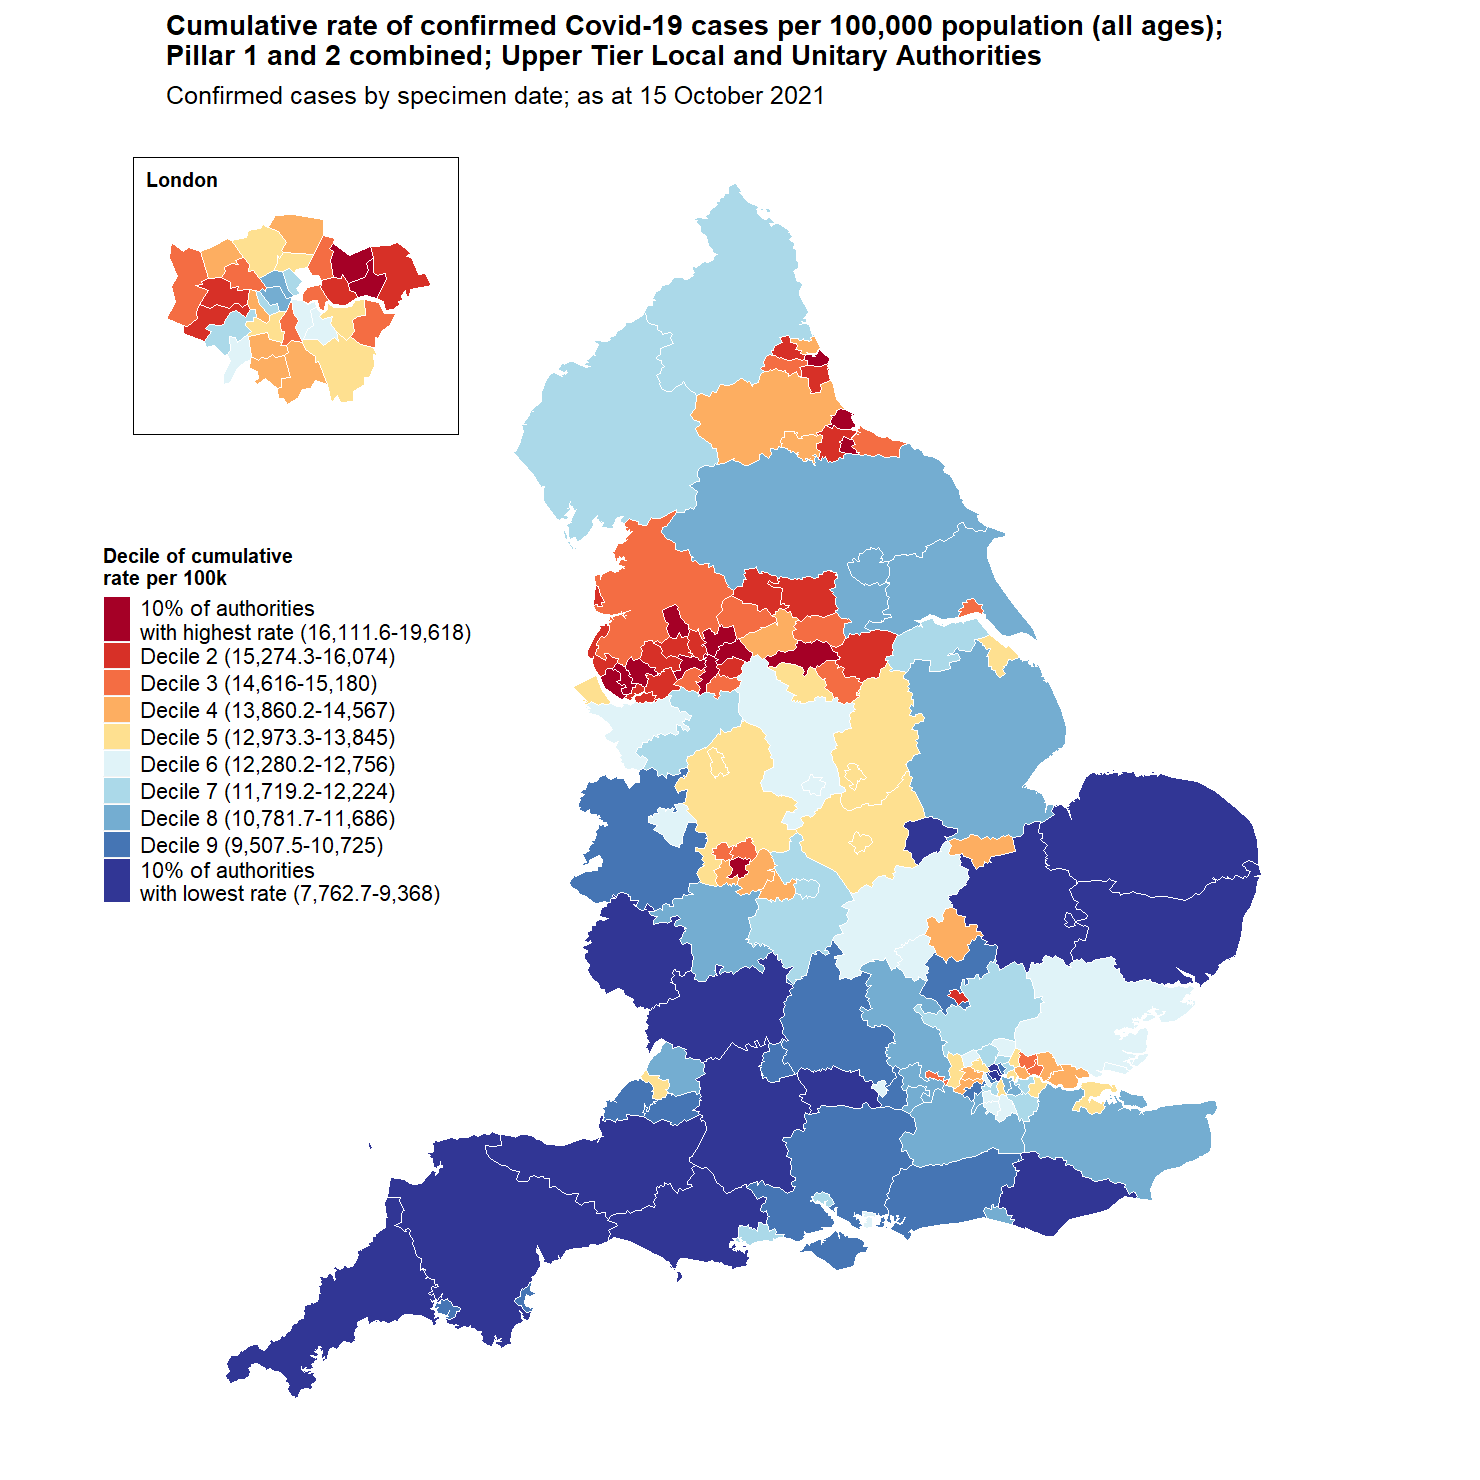 Cumulative rate of confirmed Covid-19 cases per 100,000 population (all ages);
Pillar 1 and 2 combined; Upper Tier Local and Unitary Authorities
Confirmed cases by specimen date; as at 15 October 2021
London
Decile of cumulative
rate per 100k
10% of authorities
with highest rate (16,111.6-19,618)
Decile 2 (15,274.3-16,074)
Decile 3 (14,616-15,180)
Decile 4 (13,860.2-14,567)
Decile 5 (12,973.3-13,845)
Decile 6 (12,280.2-12,756)
Decile 7 (11,719.2-12,224)
Decile 8 (10,781.7-11,686)
Decile 9 (9,507.5-10,725)
10% of authorities
with lowest rate (7,762.7-9,368)